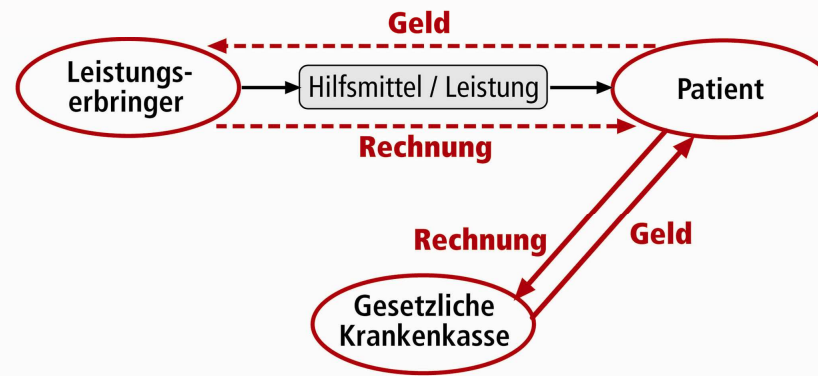 Geld
Leistungs-
erbringer
Hilfsmittel / Leistung
Patient
Rechnung
Rechnung
Geld
Gesetzliche
Krankenkasse